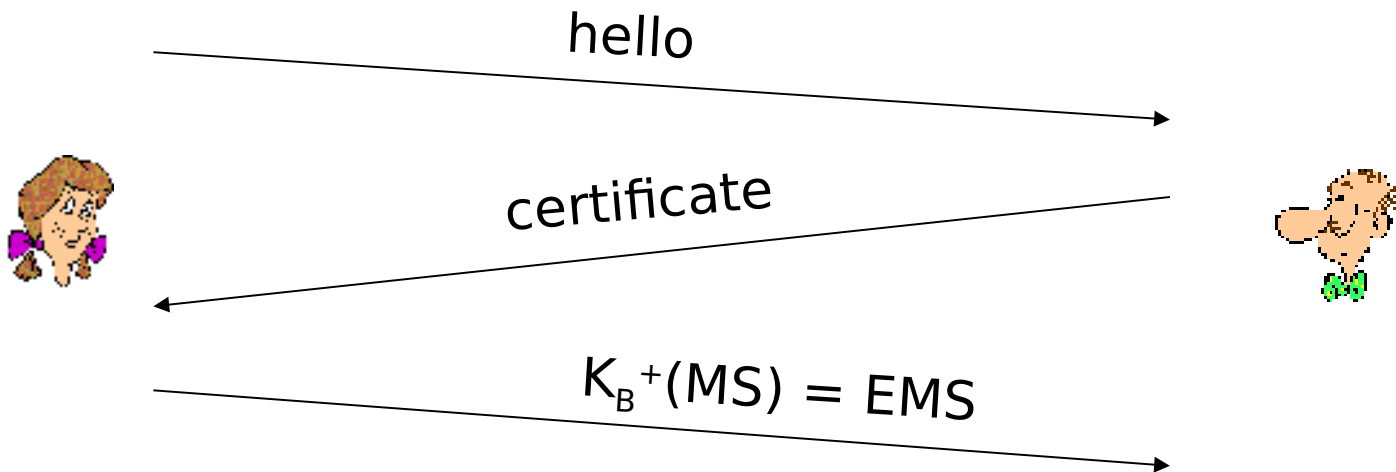 hello
certificate
K_B^+(MS) = EMS